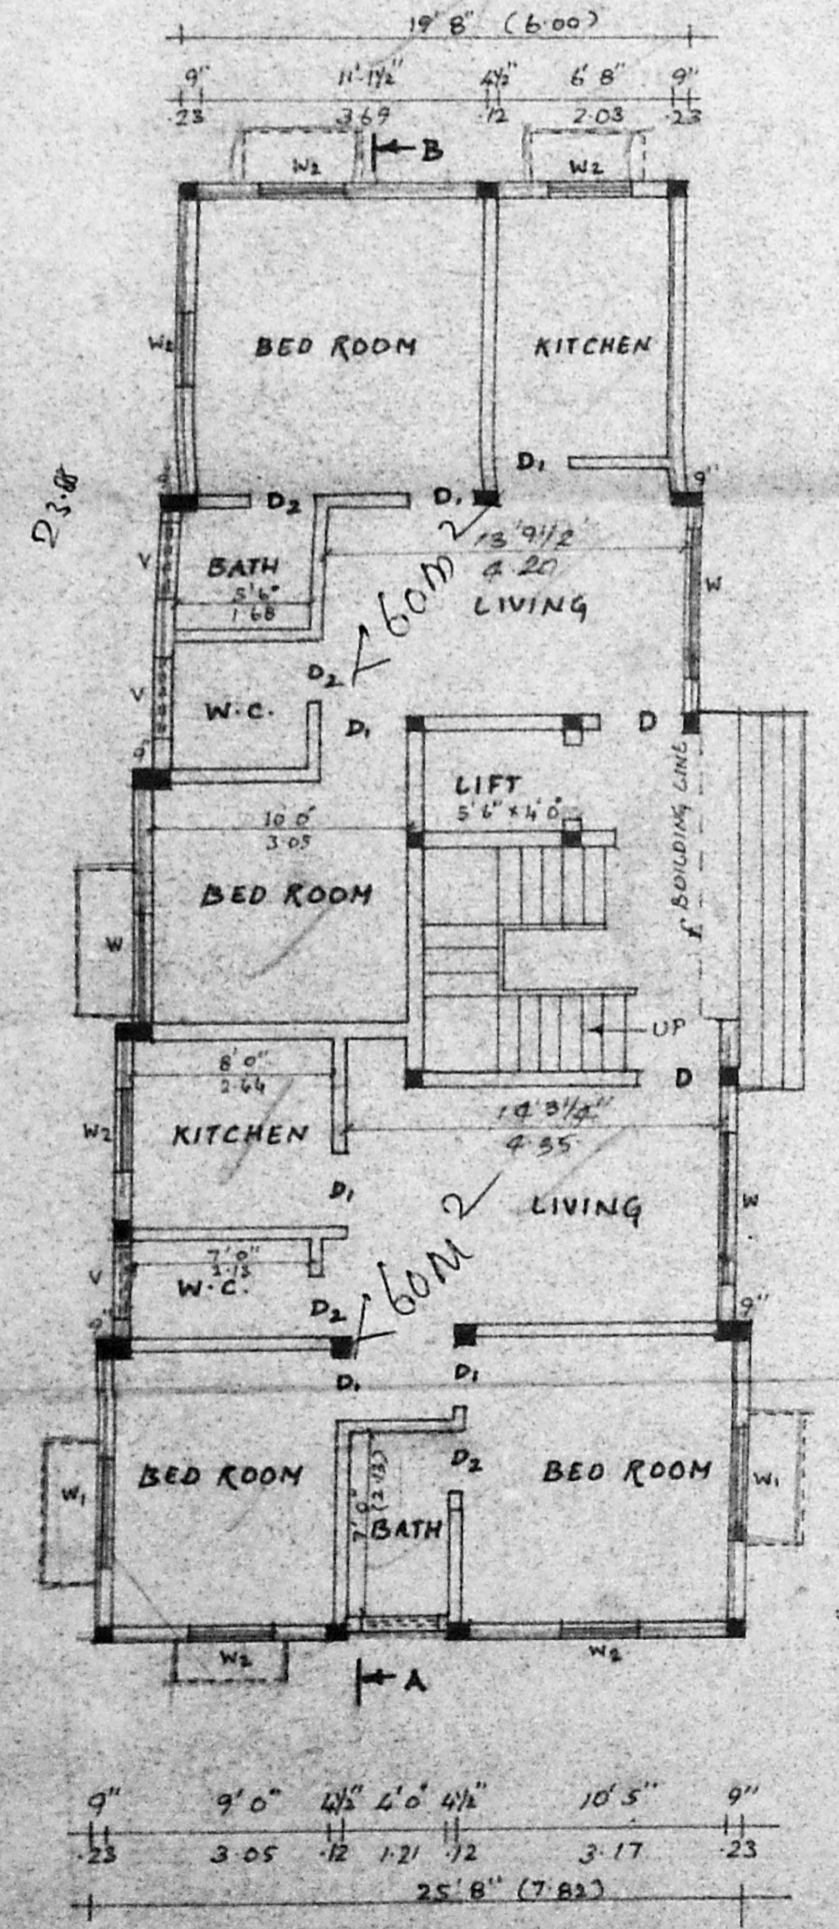 19'8" (6.00)
9" 11'-1½" 4½" 6'8" 9"
.23 3.69 .12 2.03 .23
B
W2 W2
W2 BED ROOM KITCHEN
D1
9"
D2 D1
13'9½"
4.20
V BATH
5'6"
1.68
LIVING W
<60M2
D2
V W.C.
D1 D
9"
LIFT
5'6" x 4'0"
BUILDING LINE
10'0"
3.05
BED ROOM
W
UP
8'0"
2.44
D
14'3¼"
4.35
W2 KITCHEN
D1
LIVING W
<60M2
7'0"
2.13
V W.C.
D2
9" 9"
D1 D1
BED ROOM D2 BED ROOM
W1 W1
7'0"
(2.13)
BATH
W2 W2
A
9" 9'0" 4½" 4'0" 4½" 10'5" 9"
.23 3.05 .12 1.21 .12 3.17 .23
25'8" (7.82)